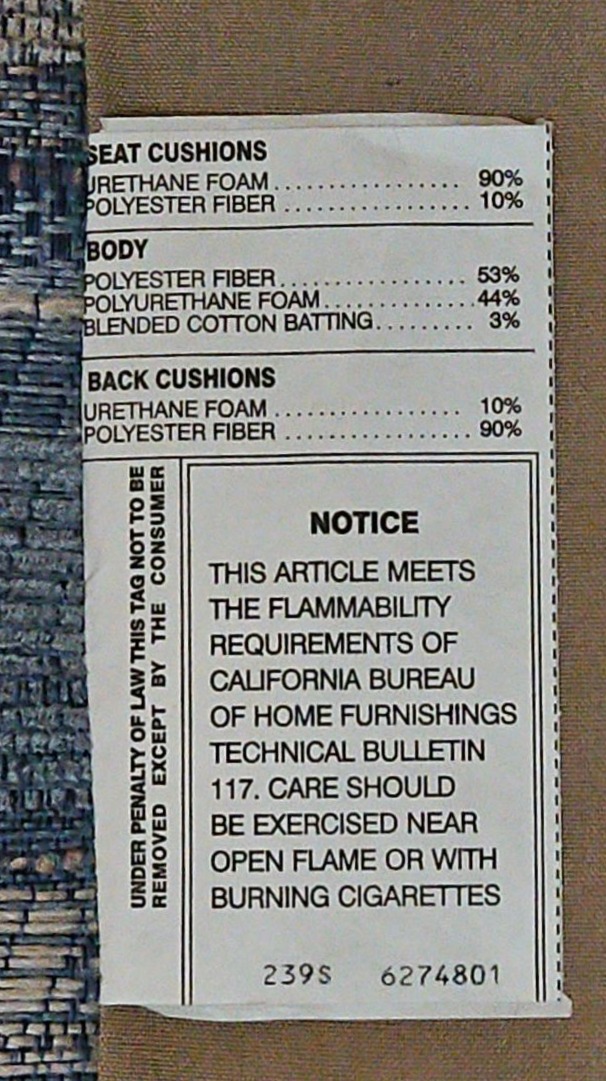 SEAT CUSHIONS
URETHANE FOAM ................. 90%
POLYESTER FIBER ................. 10%
BODY
POLYESTER FIBER.................. 53%
POLYURETHANE FOAM..............44%
BLENDED COTTON BATTING......... 3%
BACK CUSHIONS
URETHANE FOAM ................. 10%
POLYESTER FIBER .................90%
UNDER PENALTY OF LAW THIS TAG NOT TO BE
REMOVED EXCEPT BY THE CONSUMER
NOTICE
THIS ARTICLE MEETS
THE FLAMMABILITY
REQUIREMENTS OF
CALIFORNIA BUREAU
OF HOME FURNISHINGS
TECHNICAL BULLETIN
117. CARE SHOULD
BE EXERCISED NEAR
OPEN FLAME OR WITH
BURNING CIGARETTES
239S 6274801